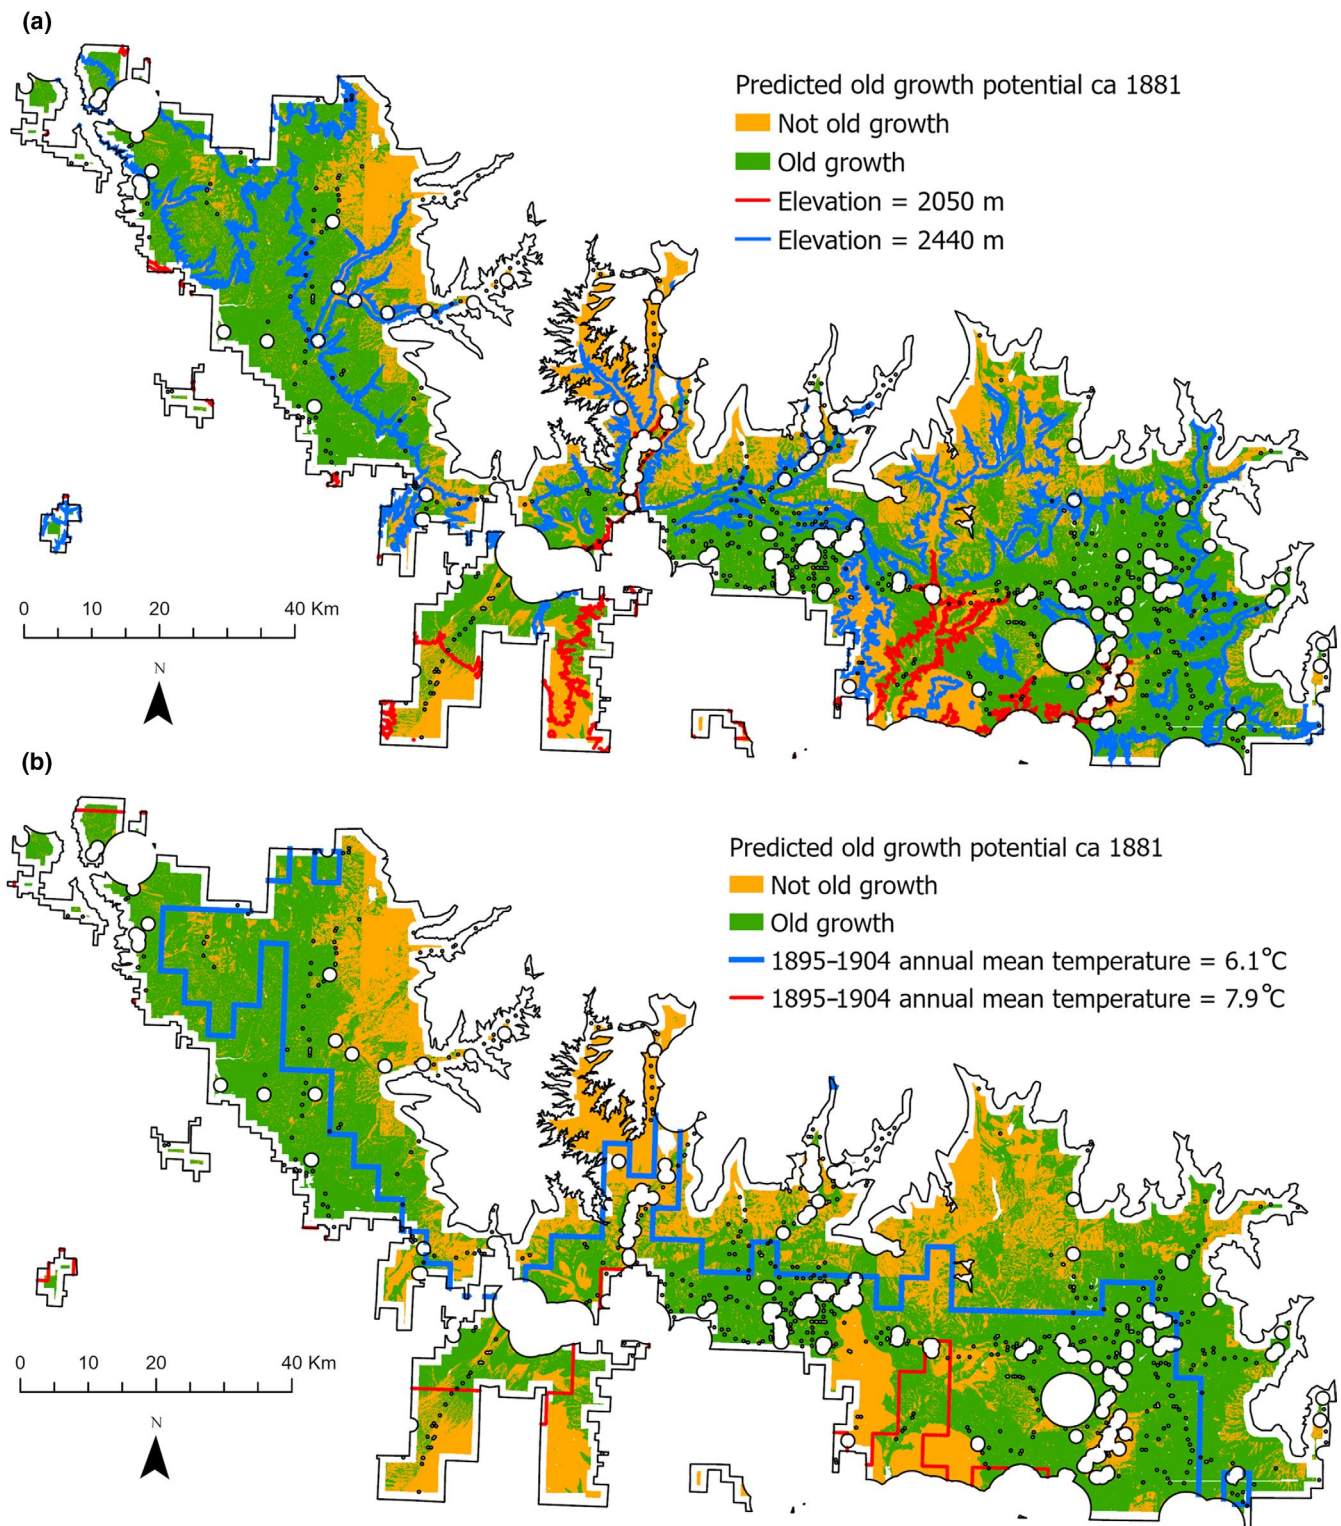 (a)
Predicted old growth potential ca 1881
Not old growth
Old growth
Elevation = 2050 m
Elevation = 2440 m
0 10 20 40 Km
N
(b)
Predicted old growth potential ca 1881
Not old growth
Old growth
1895–1904 annual mean temperature = 6.1°C
1895–1904 annual mean temperature = 7.9°C
0 10 20 40 Km
N